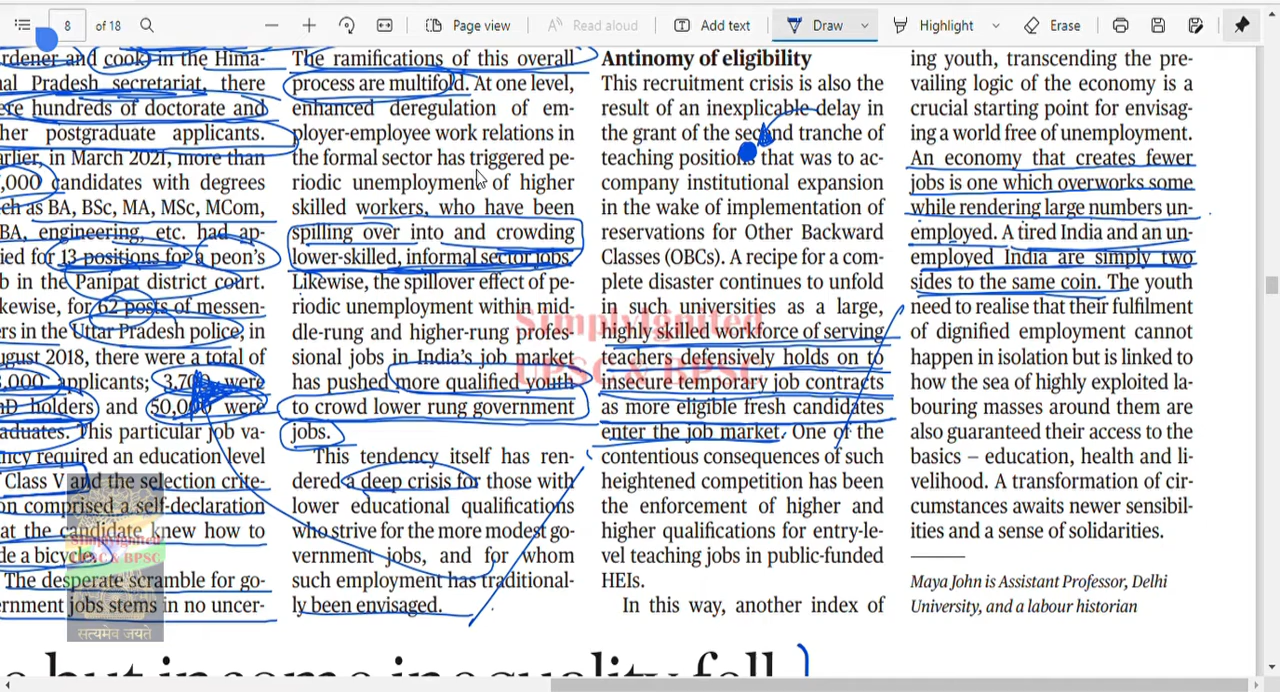 8
of 18
Page view
Read aloud
Add text
Draw
Highlight
Erase
rdener and cook) in the Hima-
al Pradesh secretariat, there
ere hundreds of doctorate and
her postgraduate applicants.
arlier, in March 2021, more than
,000 candidates with degrees
ch as BA, BSc, MA, MSc, MCom,
BA, engineering, etc. had ap-
ied for 13 positions for a peon's
b in the Panipat district court.
kewise, for 62 posts of messen-
ers in the Uttar Pradesh police, in
ugust 2018, there were a total of
,000 applicants; 3,700 were
hD holders and 50,000 were
aduates. This particular job va-
ncy required an education level
Class V and the selection crite-
on comprised a self-declaration
at the candidate knew how to
de a bicycle.
The desperate scramble for go-
ernment jobs stems in no uncer-
The ramifications of this overall
process are multifold. At one level,
enhanced deregulation of em-
ployer-employee work relations in
the formal sector has triggered pe-
riodic unemployment of higher
skilled workers, who have been
spilling over into and crowding
lower-skilled, informal sector jobs.
Likewise, the spillover effect of pe-
riodic unemployment within mid-
dle-rung and higher-rung profes-
sional jobs in India's job market
has pushed more qualified youth
to crowd lower rung government
jobs.
This tendency itself has ren-
dered a deep crisis for those with
lower educational qualifications
who strive for the more modest go-
vernment jobs, and for whom
such employment has traditional-
ly been envisaged.
Antinomy of eligibility
This recruitment crisis is also the
result of an inexplicable delay in
the grant of the second tranche of
teaching positions that was to ac-
company institutional expansion
in the wake of implementation of
reservations for Other Backward
Classes (OBCs). A recipe for a com-
plete disaster continues to unfold
in such universities as a large,
highly skilled workforce of serving
teachers defensively holds on to
insecure temporary job contracts
as more eligible fresh candidates
enter the job market. One of the
contentious consequences of such
heightened competition has been
the enforcement of higher and
higher qualifications for entry-le-
vel teaching jobs in public-funded
HEIs.
In this way, another index of
ing youth, transcending the pre-
vailing logic of the economy is a
crucial starting point for envisag-
ing a world free of unemployment.
An economy that creates fewer
jobs is one which overworks some
while rendering large numbers un-
employed. A tired India and an un-
employed India are simply two
sides to the same coin. The youth
need to realise that their fulfilment
of dignified employment cannot
happen in isolation but is linked to
how the sea of highly exploited la-
bouring masses around them are
also guaranteed their access to the
basics – education, health and li-
velihood. A transformation of cir-
cumstances awaits newer sensibil-
ities and a sense of solidarities.
Maya John is Assistant Professor, Delhi
University, and a labour historian
SimplyIgnited
UPSC & BPSC
SimplyIgnited
UPSC & BPSC
सत्यमेव जयते
e but income inequality fell